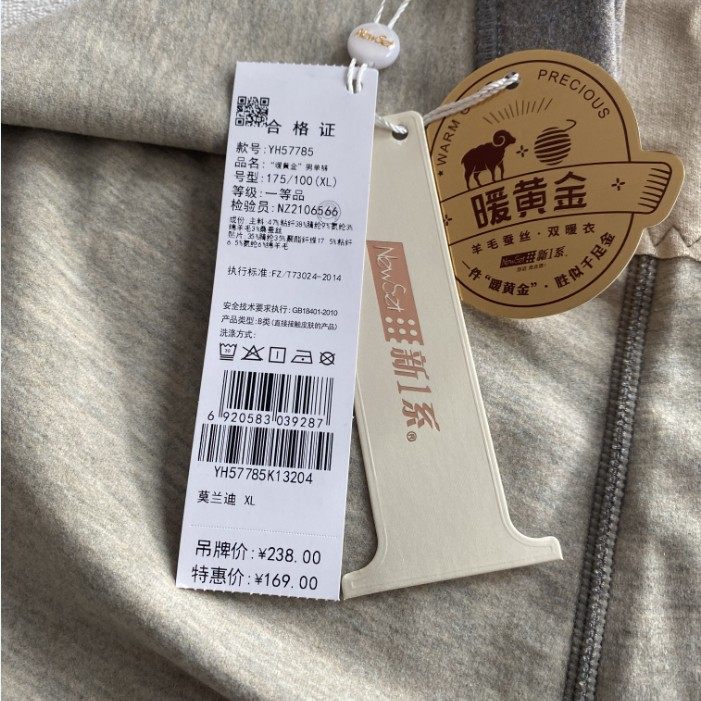 NewSet
合格证
款号:YH57785
品名:"暖黄金"男单裤
号型:175/100(XL)
等级:一等品
检验员:NZ2106566
执行标准:FZ/T73024-2014
安全技术要求执行:GB18401-2010
产品类型:B类(直接接触皮肤的产品)
洗涤方式:
6 920583 039287
YH57785K13204
莫兰迪 XL
吊牌价:¥238.00
特惠价:¥169.00
NewSet 新1系®
WARM
PRECIOUS
暖黄金
羊毛蚕丝·双暖衣
NewSet 新1系
一件"暖黄金"·胜似千足金